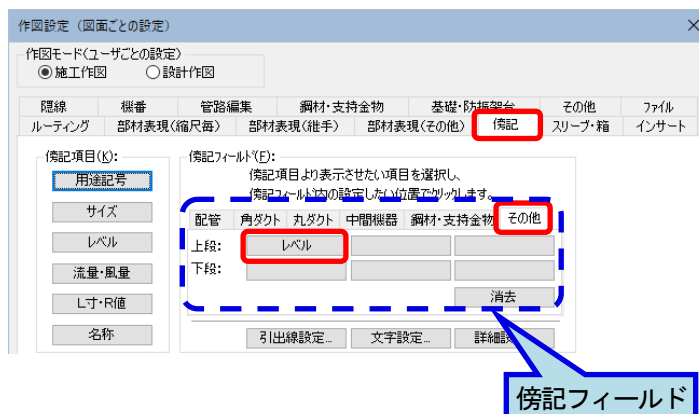 作図設定（図面ごとの設定）
作図モード(ユーザごとの設定)
施工作図 設計作図
隠線 機番 管路編集 鋼材・支持金物 基礎・防振架台 その他 ファイル
ルーティング 部材表現(縮尺毎) 部材表現(継手) 部材表現(その他) 傍記 スリーブ・箱 インサート
傍記項目(K):
用途記号
サイズ
レベル
流量・風量
L寸・R値
名称
傍記フィールド(F):
傍記項目より表示させたい項目を選択し、
傍記フィールド内の設定したい位置でクリックします。
配管 角ダクト 丸ダクト 中間機器 鋼材・支持金物 その他
上段: レベル
下段:
消去
引出線設定... 文字設定... 詳細設
傍記フィールド